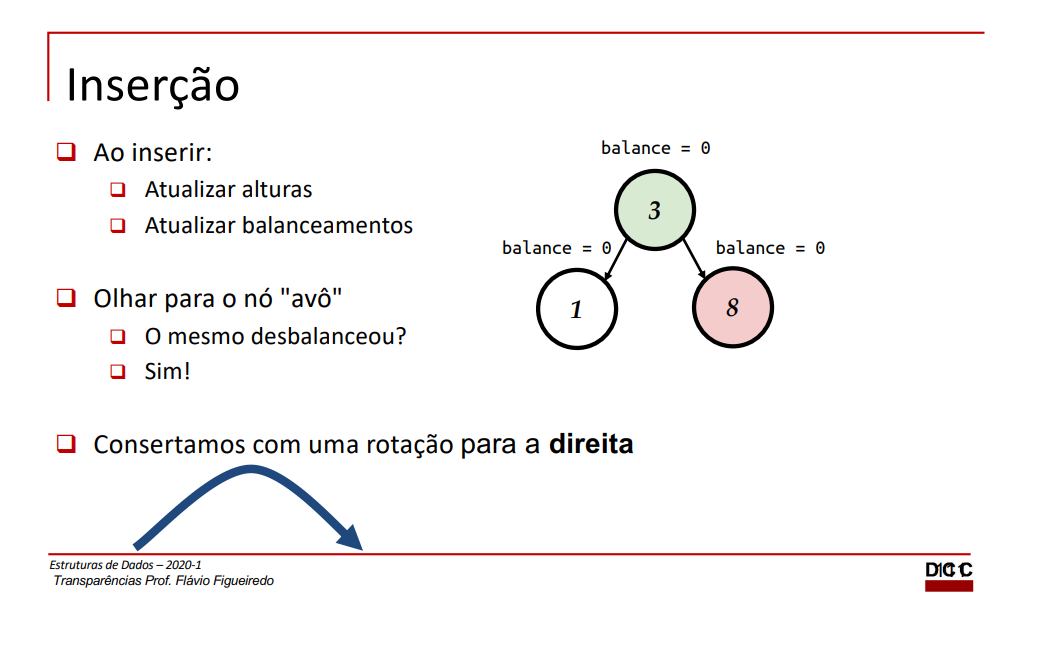 Inserção
Ao inserir:
Atualizar alturas
Atualizar balanceamentos
Olhar para o nó "avô"
O mesmo desbalanceou?
Sim!
Consertamos com uma rotação para a direita
balance = 0
3
balance = 0
balance = 0
1
8
Estruturas de Dados – 2020-1
Transparências Prof. Flávio Figueiredo
DCC